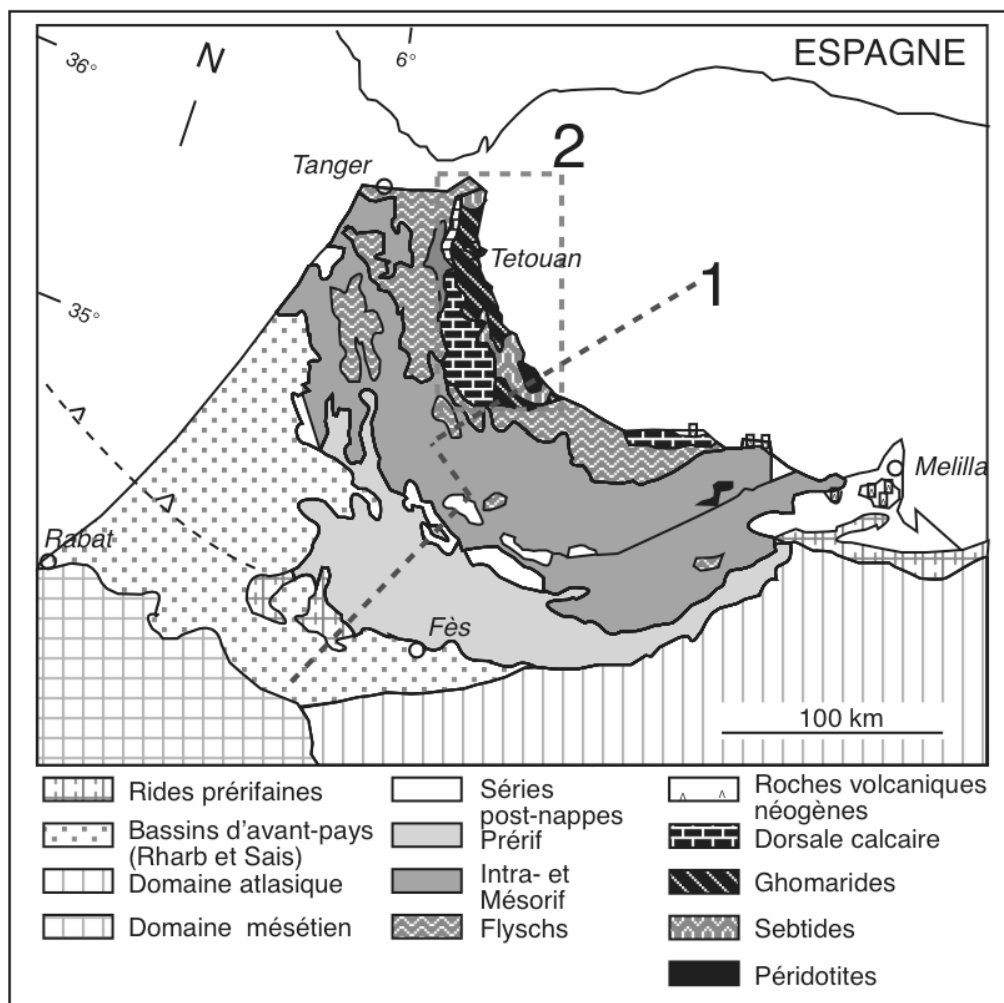 36°
N
6°
ESPAGNE
2
Tanger
Tetouan
1
35°
Melilla
Rabat
Fès
100 km
Rides prérifaines
Bassins d'avant-pays
(Rharb et Sais)
Domaine atlasique
Domaine mésétien
Séries
post-nappes
Prérif
Intra- et
Mésorif
Flyschs
Roches volcaniques
néogènes
Dorsale calcaire
Ghomarides
Sebtides
Péridotites